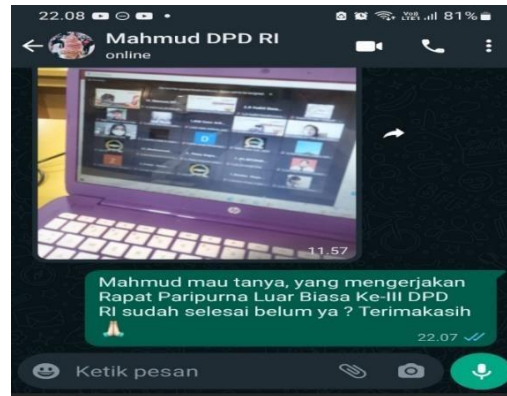 22.08
81%
Mahmud DPD RI
online
11.57
Mahmud mau tanya, yang mengerjakan
Rapat Paripurna Luar Biasa Ke-III DPD
RI sudah selesai belum ya ? Terimakasih
🙏🏻
22.07
Ketik pesan